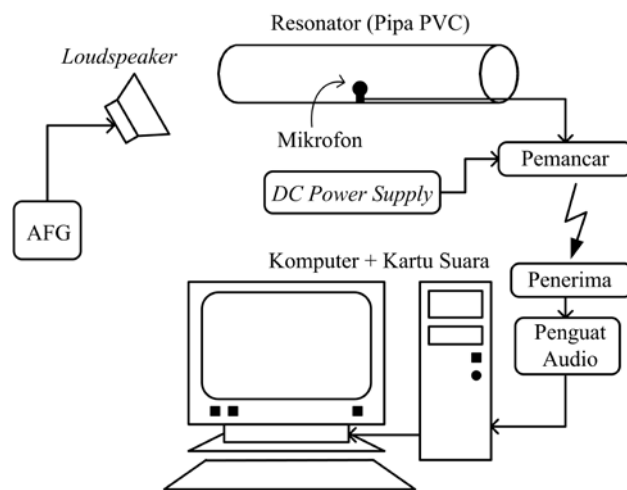 Resonator (Pipa PVC)
Loudspeaker
Mikrofon
Pemancar
DC Power Supply
AFG
Komputer + Kartu Suara
Penerima
Penguat
Audio